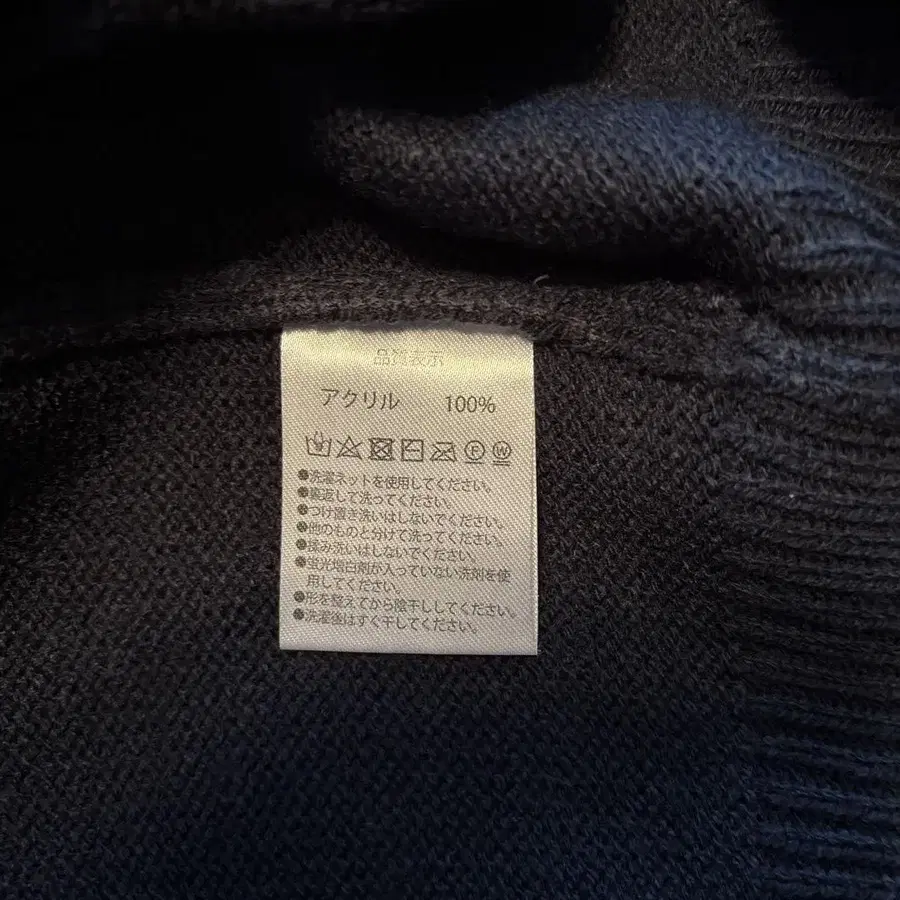 品質表示
アクリル 100%
Ⓕ Ⓦ
●洗濯ネットを使用してください。
●裏返して洗ってください。
●つけ置き洗いはしないでください。
●他のものと分けて洗ってください。
●揉み洗いはしないでください。
●蛍光増白剤が入っていない洗剤を使
用してください。
●形を整えてから陰干ししてください。
●洗濯後はすぐ干してください。